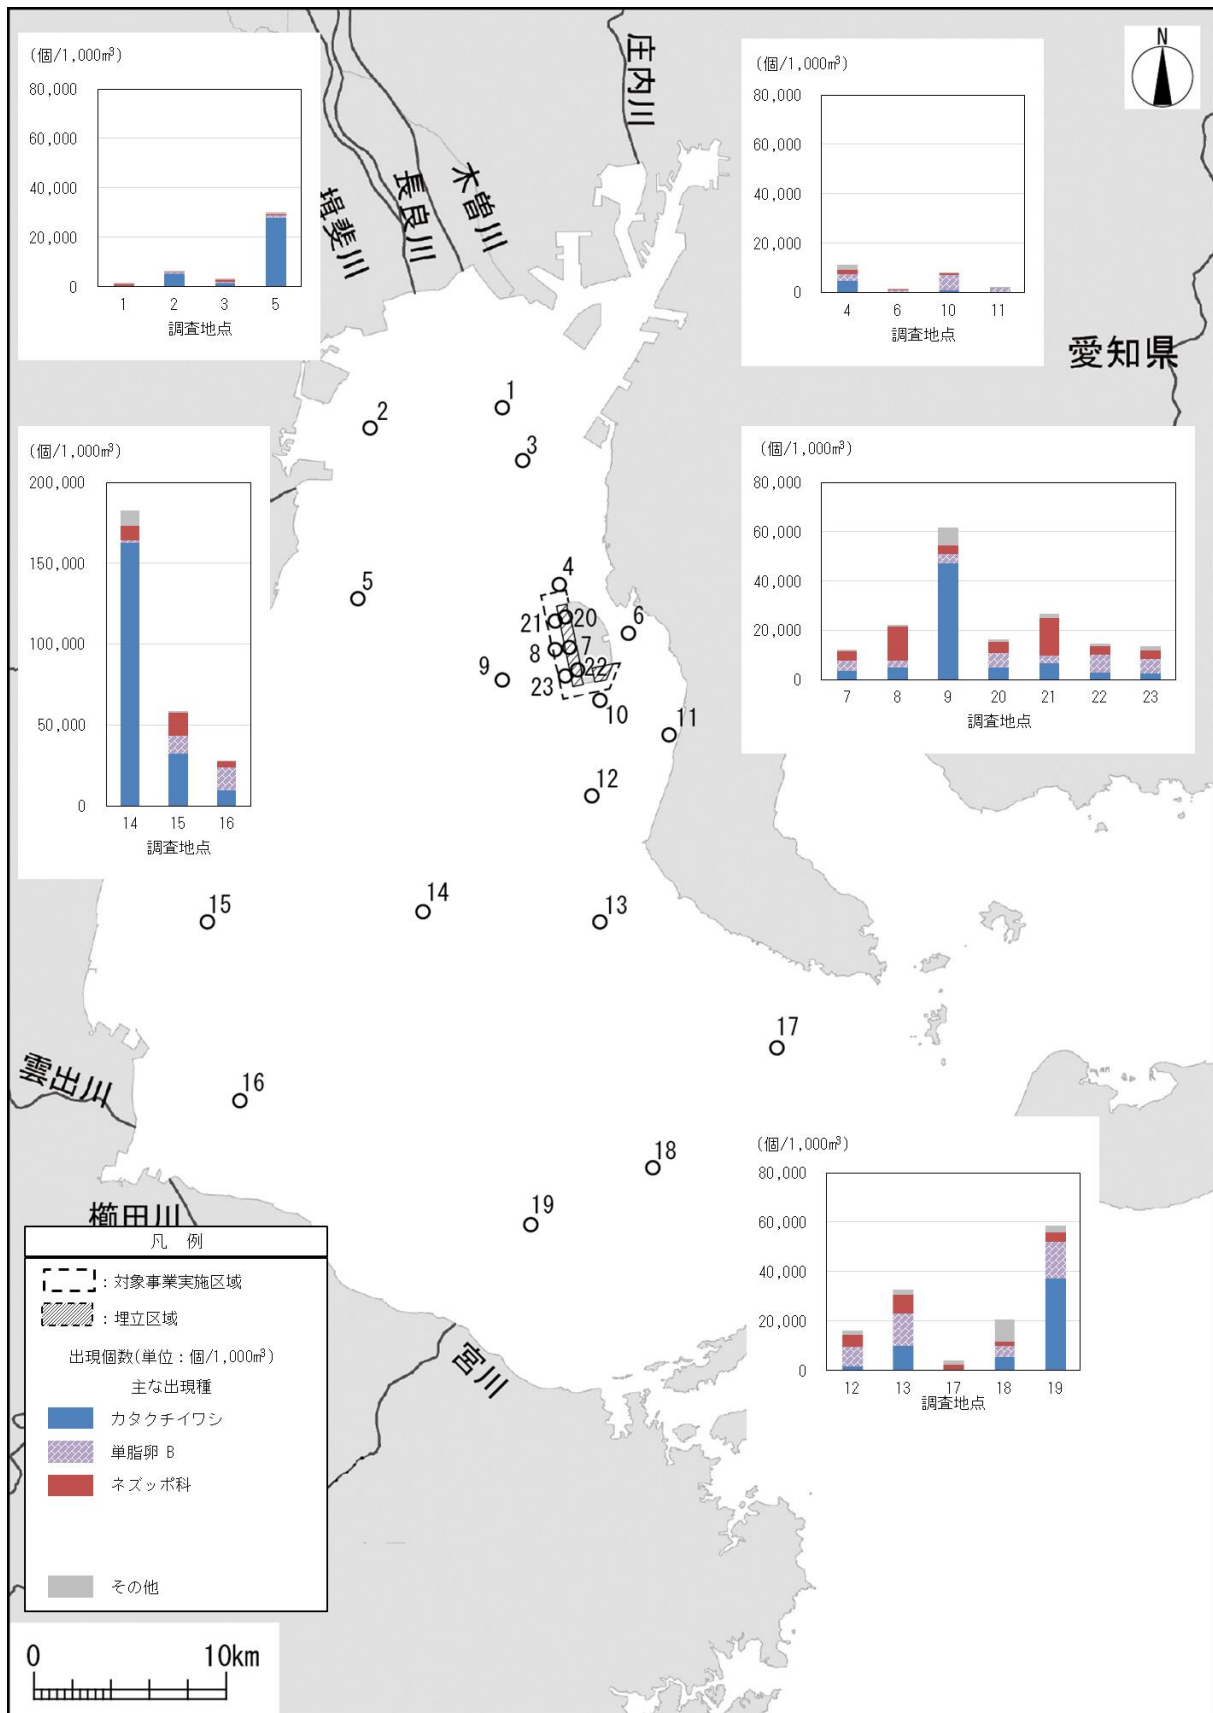 (個/1,000m³)
80,000
60,000
40,000
20,000
0
1
2
3
5
調査地点
揖斐川
長良川
木曽川
庄内川
(個/1,000m³)
80,000
60,000
40,000
20,000
0
4
6
10
11
調査地点
N
愛知県
(個/1,000m³)
200,000
150,000
100,000
50,000
0
14
15
16
調査地点
(個/1,000m³)
80,000
60,000
40,000
20,000
0
7
8
9
20
21
22
23
調査地点
1
2
3
4
5
6
20
21
7
8
22
9
23
10
11
12
13
14
15
16
17
18
19
雲出川
櫛田川
宮川
(個/1,000m³)
80,000
60,000
40,000
20,000
0
12
13
17
18
19
調査地点
凡 例
：対象事業実施区域
：埋立区域
出現個数(単位：個/1,000m³)
主な出現種
カタクチイワシ
単脂卵 B
ネズッポ科
その他
0
10km